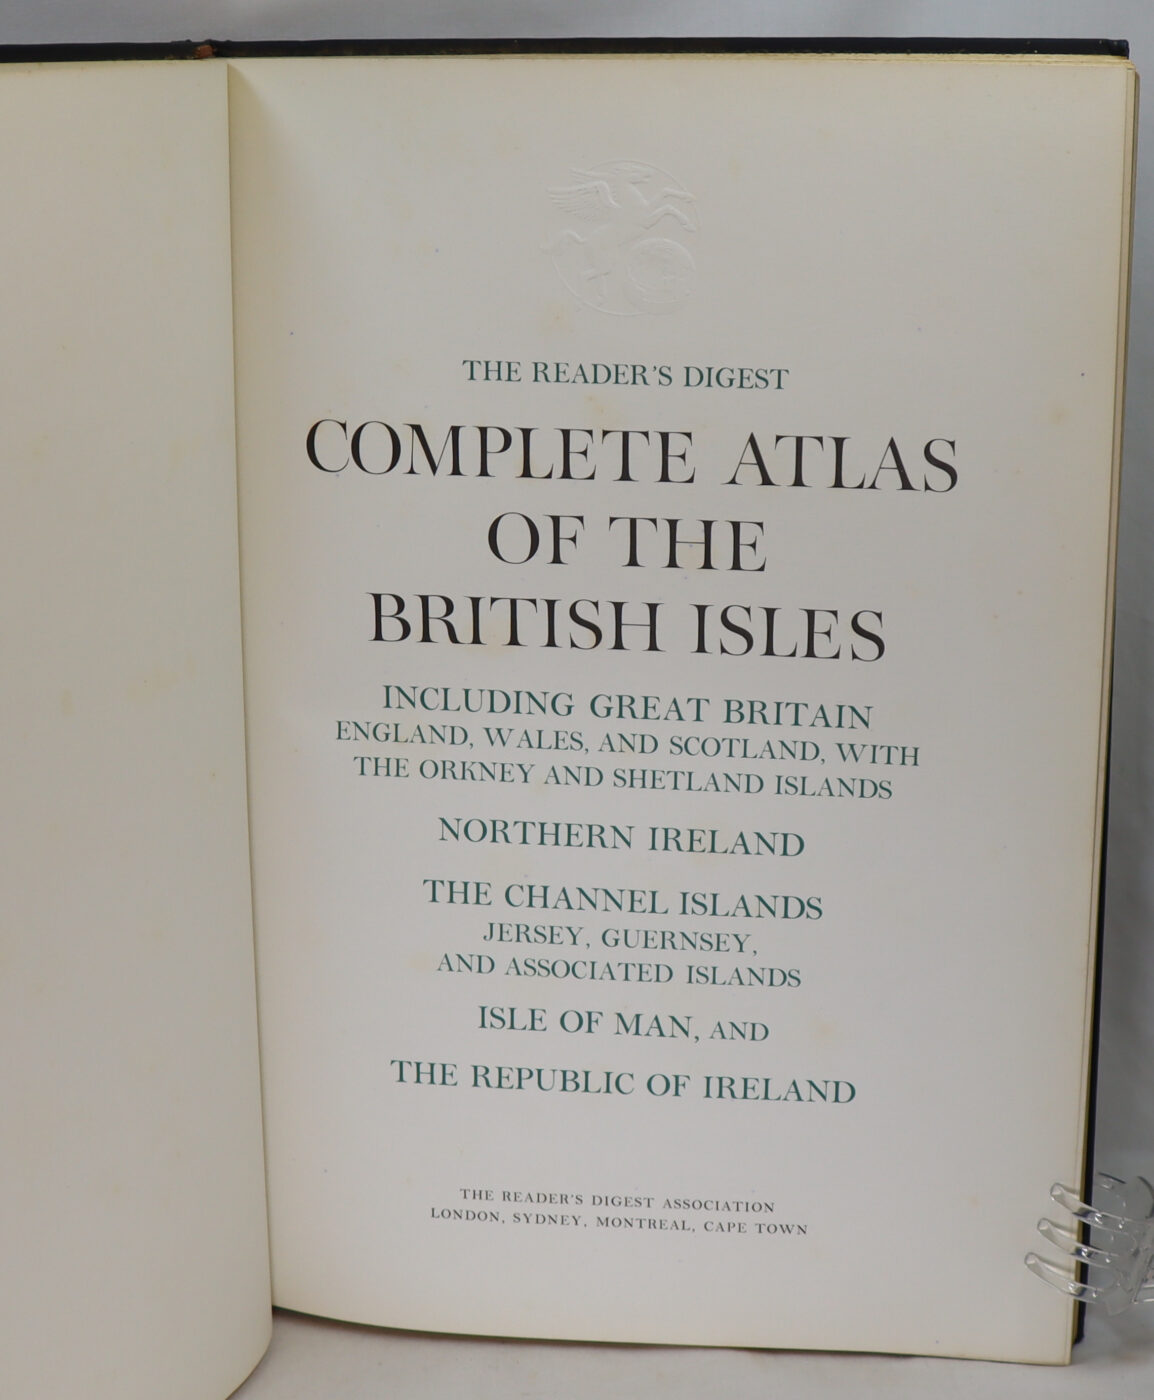 THE READER'S DIGEST
COMPLETE ATLAS
OF THE
BRITISH ISLES
INCLUDING GREAT BRITAIN
ENGLAND, WALES, AND SCOTLAND, WITH
THE ORKNEY AND SHETLAND ISLANDS
NORTHERN IRELAND
THE CHANNEL ISLANDS
JERSEY, GUERNSEY,
AND ASSOCIATED ISLANDS
ISLE OF MAN, AND
THE REPUBLIC OF IRELAND
THE READER'S DIGEST ASSOCIATION
LONDON, SYDNEY, MONTREAL, CAPE TOWN